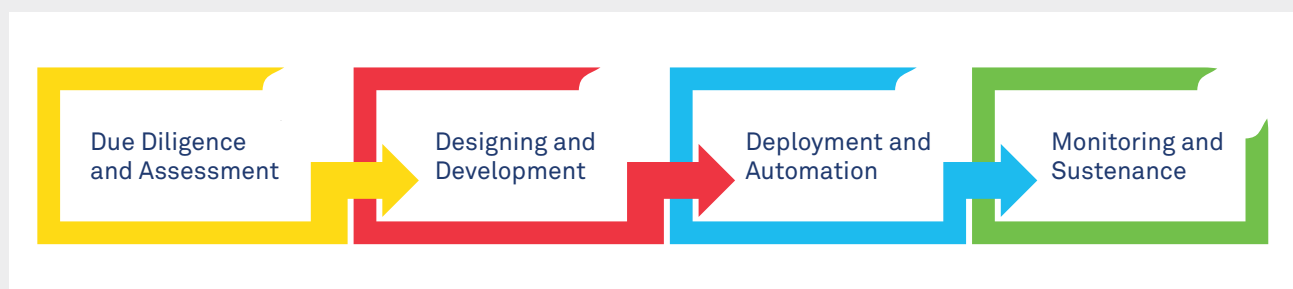 Due Diligence
and Assessment
Designing and
Development
Deployment and
Automation
Monitoring and
Sustenance